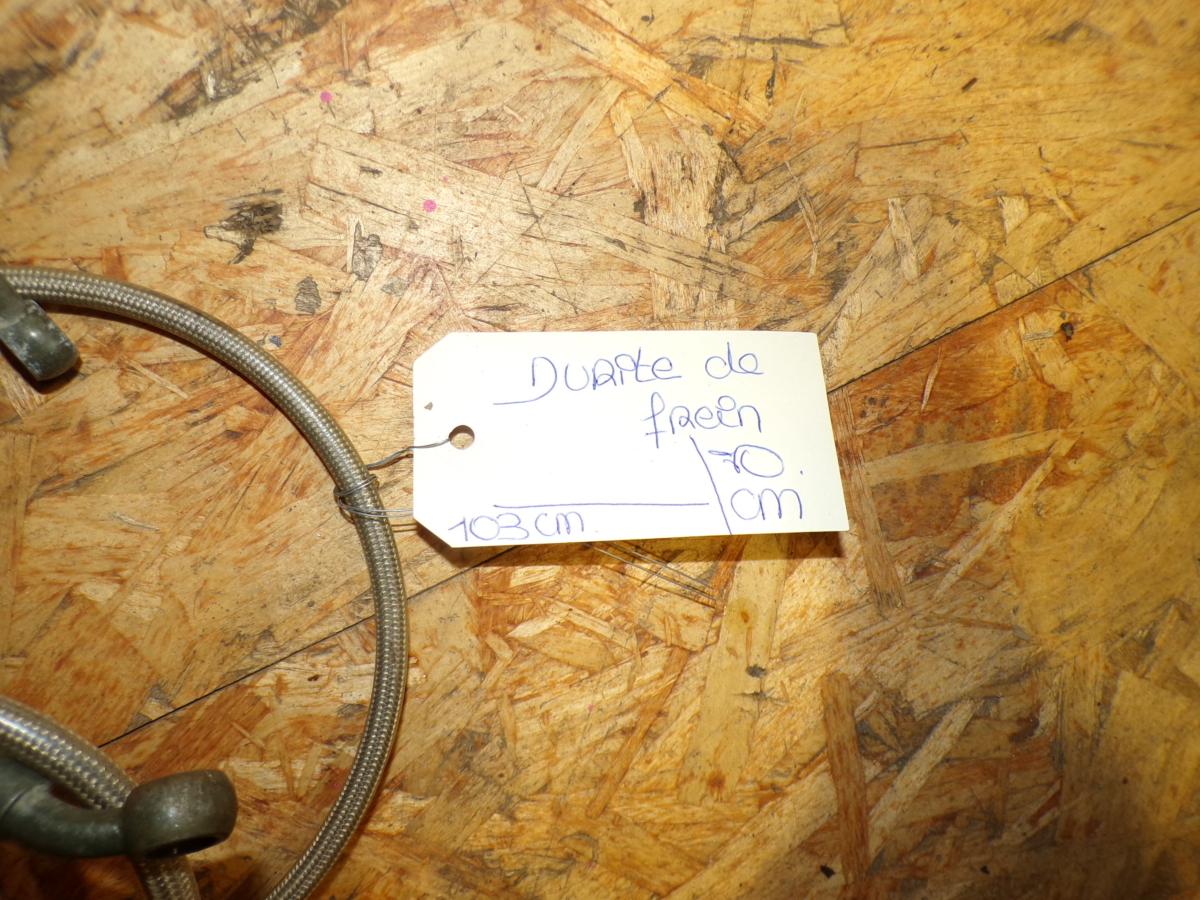 Durite de
frein
70.
cm
103 cm